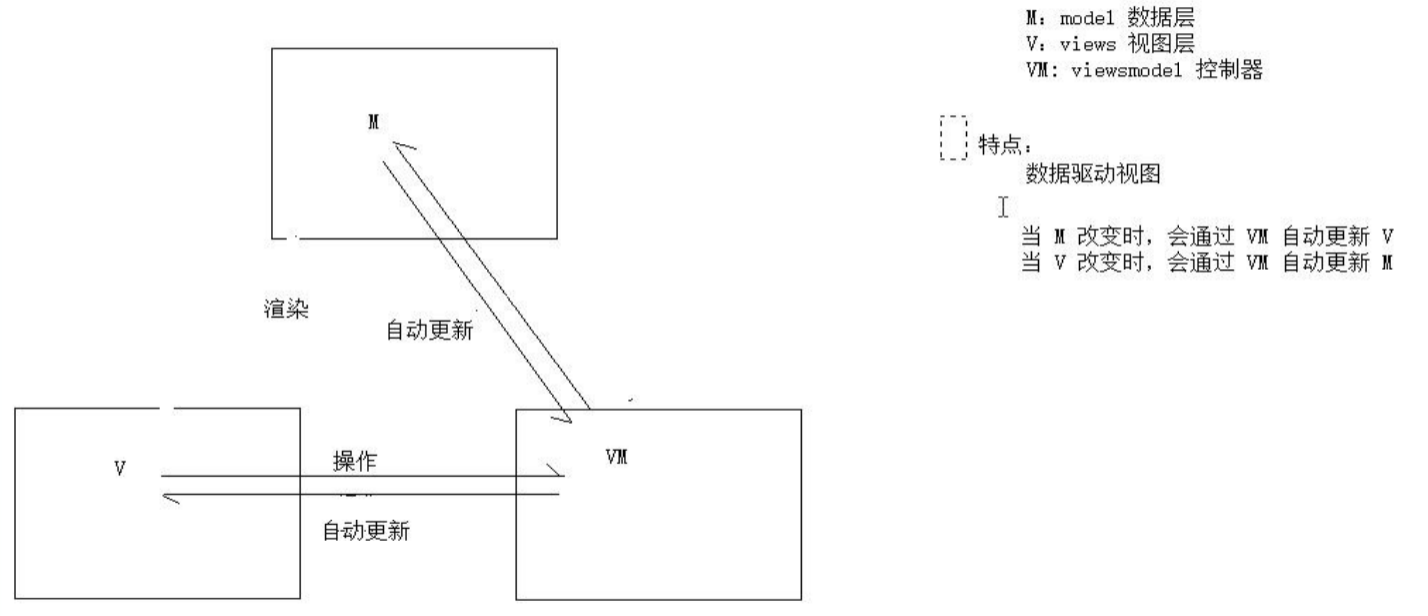 M: model 数据层
V: views 视图层
VM: viewsmodel 控制器
M
特点:
数据驱动视图
当 M 改变时，会通过 VM 自动更新 V
当 V 改变时，会通过 VM 自动更新 M
渲染
自动更新
V
操作
VM
自动更新